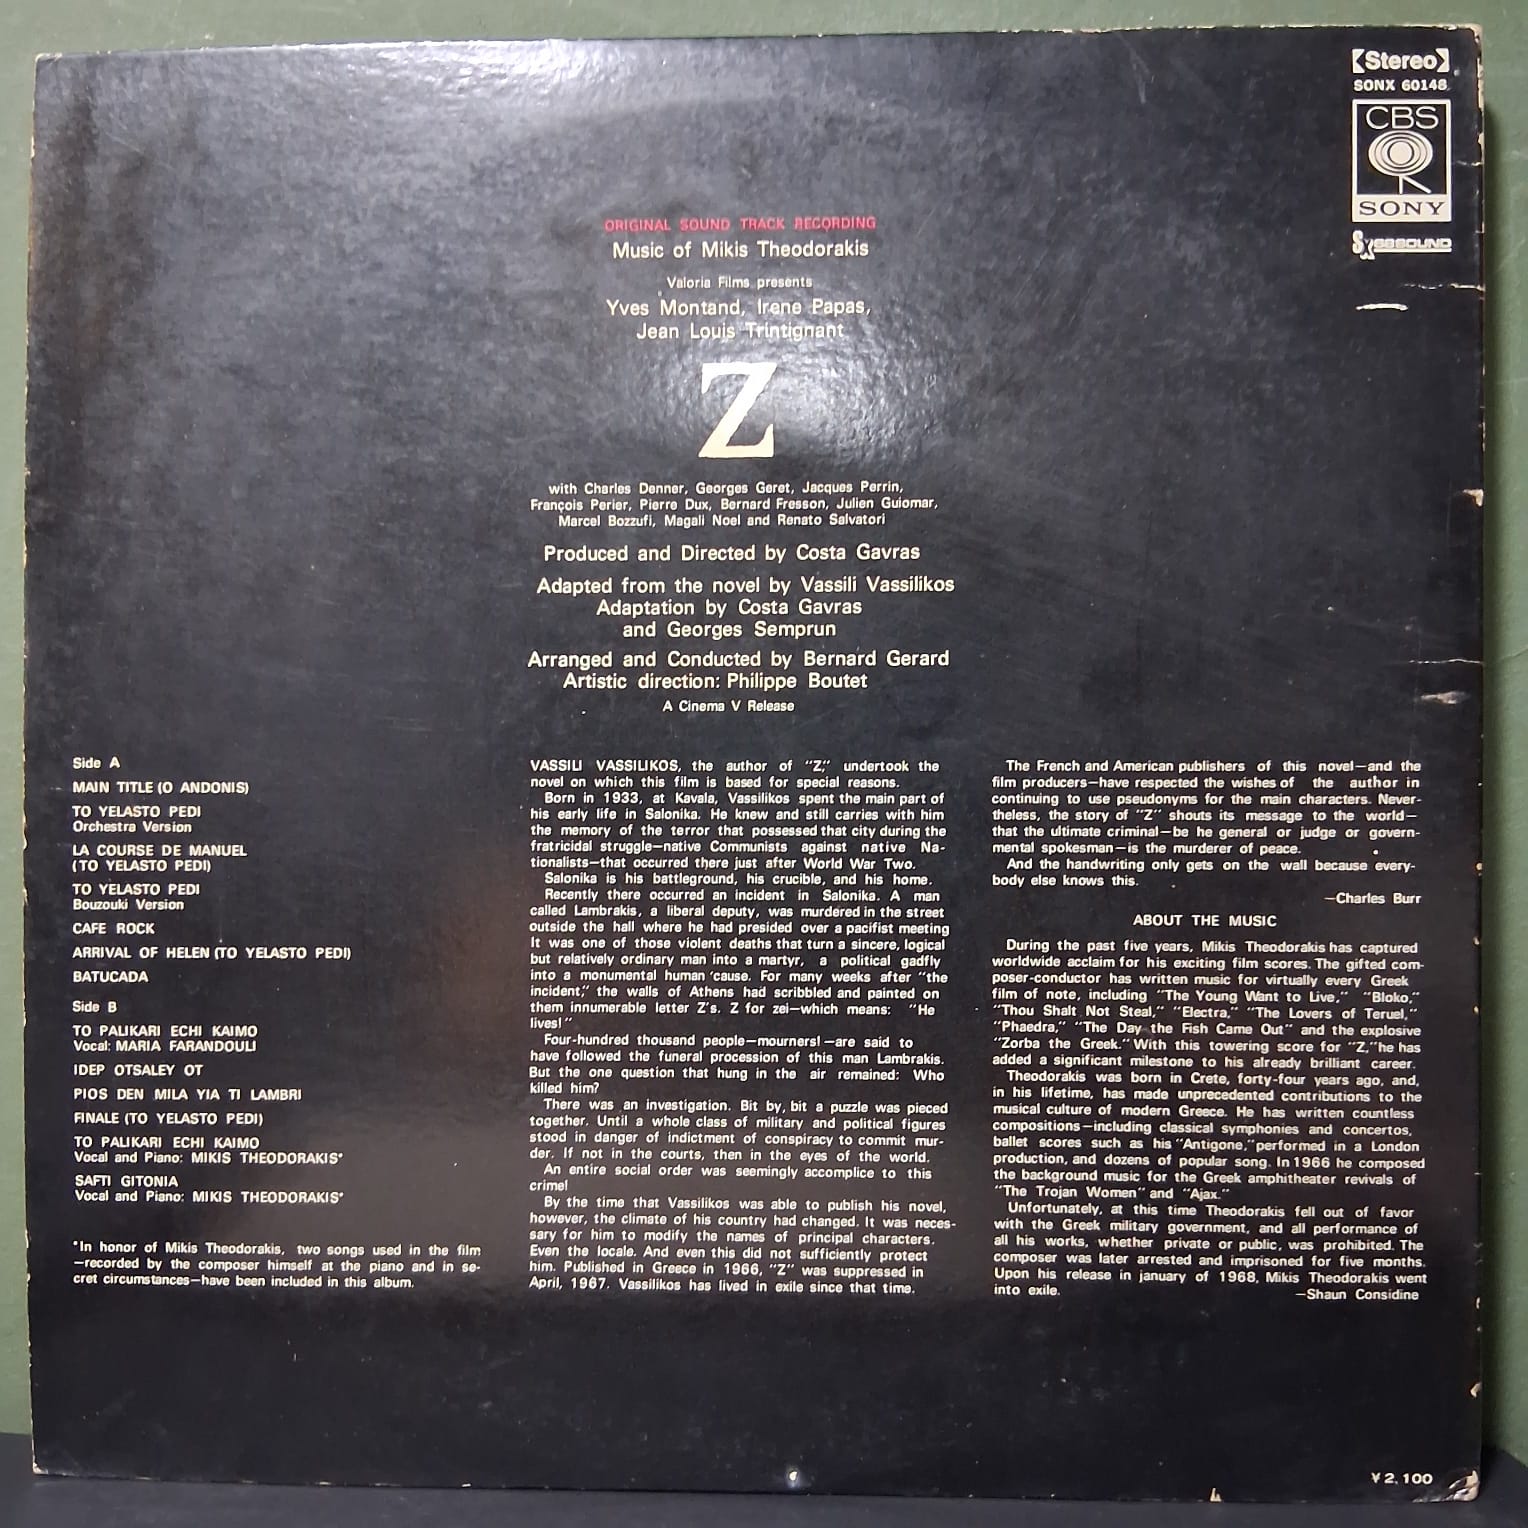 【Stereo】
SONX 60148
CBS
SONY
SX68SOUND
ORIGINAL SOUND TRACK RECORDING
Music of Mikis Theodorakis
Valoria Films presents
Yves Montand, Irene Papas,
Jean Louis Trintignant
Z
with Charles Denner, Georges Geret, Jacques Perrin,
François Perier, Pierre Dux, Bernard Fresson, Julien Guiomar,
Marcel Bozzufi, Magali Noel and Renato Salvatori
Produced and Directed by Costa Gavras
Adapted from the novel by Vassili Vassilikos
Adaptation by Costa Gavras
and Georges Semprun
Arranged and Conducted by Bernard Gerard
Artistic direction: Philippe Boutet
A Cinema V Release
Side A
MAIN TITLE (O ANDONIS)
TO YELASTO PEDI
Orchestra Version
LA COURSE DE MANUEL
(TO YELASTO PEDI)
TO YELASTO PEDI
Bouzouki Version
CAFE ROCK
ARRIVAL OF HELEN (TO YELASTO PEDI)
BATUCADA
Side B
TO PALIKARI ECHI KAIMO
Vocal: MARIA FARANDOULI
IDEP OTSALEY OT
PIOS DEN MILA YIA TI LAMBRI
FINALE (TO YELASTO PEDI)
TO PALIKARI ECHI KAIMO
Vocal and Piano: MIKIS THEODORAKIS*
SAFTI GITONIA
Vocal and Piano: MIKIS THEODORAKIS*
*In honor of Mikis Theodorakis, two songs used in the film
—recorded by the composer himself at the piano and in se-
cret circumstances—have been included in this album.
VASSILI VASSILIKOS, the author of "Z," undertook the
novel on which this film is based for special reasons.
Born in 1933, at Kavala, Vassilikos spent the main part of
his early life in Salonika. He knew and still carries with him
the memory of the terror that possessed that city during the
fratricidal struggle—native Communists against native Na-
tionalists—that occurred there just after World War Two.
Salonika is his battleground, his crucible, and his home.
Recently there occurred an incident in Salonika. A man
called Lambrakis, a liberal deputy, was murdered in the street
outside the hall where he had presided over a pacifist meeting
It was one of those violent deaths that turn a sincere, logical
but relatively ordinary man into a martyr, a political gadfly
into a monumental human cause. For many weeks after "the
incident," the walls of Athens had scribbled and painted on
them innumerable letter Z's. Z for zei—which means: "He
lives!"
Four-hundred thousand people—mourners!—are said to
have followed the funeral procession of this man Lambrakis.
But the one question that hung in the air remained: Who
killed him?
There was an investigation. Bit by, bit a puzzle was pieced
together. Until a whole class of military and political figures
stood in danger of indictment of conspiracy to commit mur-
der. If not in the courts, then in the eyes of the world.
An entire social order was seemingly accomplice to this
crime!
By the time that Vassilikos was able to publish his novel,
however, the climate of his country had changed. It was neces-
sary for him to modify the names of principal characters.
Even the locale. And even this did not sufficiently protect
him. Published in Greece in 1966, "Z" was suppressed in
April, 1967. Vassilikos has lived in exile since that time.
The French and American publishers of this novel—and the
film producers—have respected the wishes of the author in
continuing to use pseudonyms for the main characters. Never-
theless, the story of "Z" shouts its message to the world—
that the ultimate criminal—be he general or judge or govern-
mental spokesman—is the murderer of peace.
And the handwriting only gets on the wall because every-
body else knows this.
—Charles Burr
ABOUT THE MUSIC
During the past five years, Mikis Theodorakis has captured
worldwide acclaim for his exciting film scores. The gifted com-
poser-conductor has written music for virtually every Greek
film of note, including "The Young Want to Live," "Bloko,"
"Thou Shalt Not Steal," "Electra," "The Lovers of Teruel,"
"Phaedra," "The Day the Fish Came Out" and the explosive
"Zorba the Greek." With this towering score for "Z," he has
added a significant milestone to his already brilliant career.
Theodorakis was born in Crete, forty-four years ago, and,
in his lifetime, has made unprecedented contributions to the
musical culture of modern Greece. He has written countless
compositions—including classical symphonies and concertos,
ballet scores such as his "Antigone," performed in a London
production, and dozens of popular song. In 1966 he composed
the background music for the Greek amphitheater revivals of
"The Trojan Women" and "Ajax."
Unfortunately, at this time Theodorakis fell out of favor
with the Greek military government, and all performance of
all his works, whether private or public, was prohibited. The
composer was later arrested and imprisoned for five months.
Upon his release in january of 1968, Mikis Theodorakis went
into exile.
—Shaun Considine
¥2,100